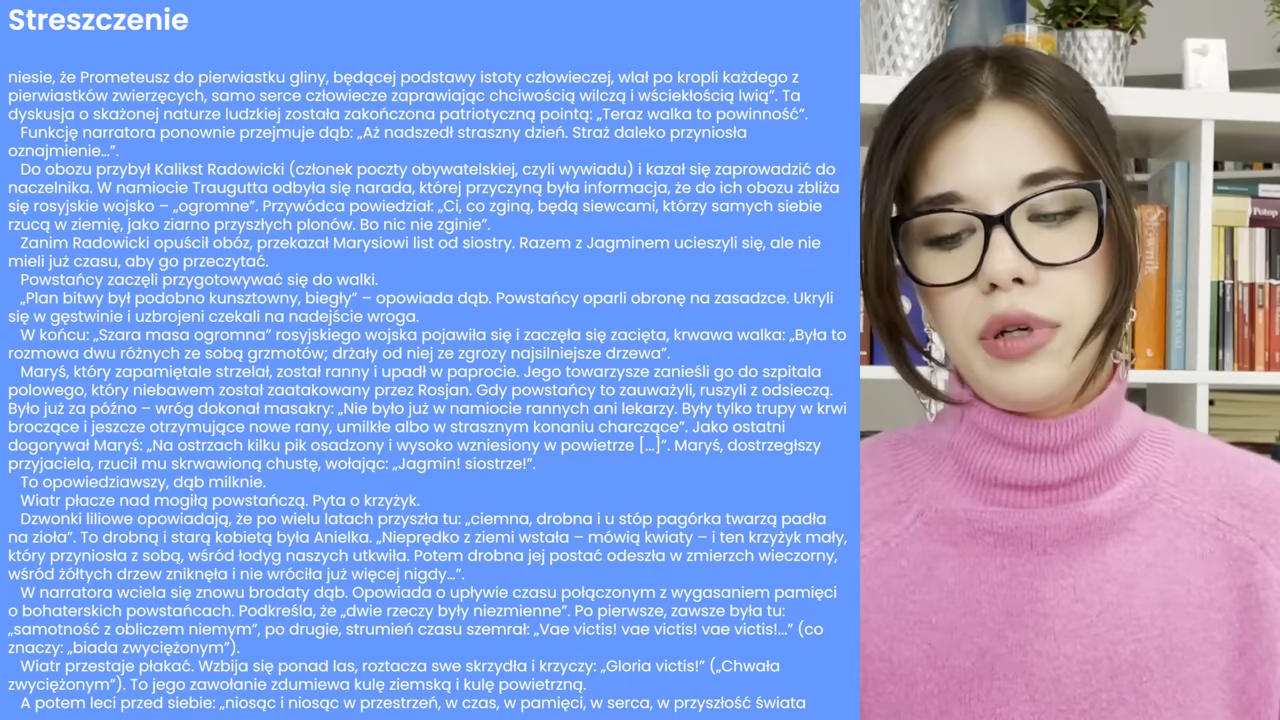 Streszczenie
niesie, że Prometeusz do pierwiastku gliny, będącej podstawy istoty człowieczej, wlał po kropli każdego z
pierwiastków zwierzęcych, samo serce człowiecze zaprawiając chciwością wilczą i wściekłością lwią”. Ta
dyskusja o skażonej naturze ludzkiej została zakończona patriotyczną pointą: „Teraz walka to powinność”.
Funkcję narratora ponownie przejmuje dąb: „Aż nadszedł straszny dzień. Straż daleko przyniosła
oznajmienie…”.
Do obozu przybył Kalikst Radowicki (członek poczty obywatelskiej, czyli wywiadu) i kazał się zaprowadzić do
naczelnika. W namiocie Traugutta odbyła się narada, której przyczyną była informacja, że do ich obozu zbliża
się rosyjskie wojsko – „ogromne”. Przywódca powiedział: „Ci, co zginą, będą siewcami, którzy samych siebie
rzucą w ziemię, jako ziarno przyszłych plonów. Bo nic nie zginie”.
Zanim Radowicki opuścił obóz, przekazał Marysiowi list od siostry. Razem z Jagminem ucieszyli się, ale nie
mieli już czasu, aby go przeczytać.
Powstańcy zaczęli przygotowywać się do walki.
„Plan bitwy był podobno kunsztowny, biegły” – opowiada dąb. Powstańcy oparli obronę na zasadzce. Ukryli
się w gęstwinie i uzbrojeni czekali na nadejście wroga.
W końcu: „Szara masa ogromna” rosyjskiego wojska pojawiła się i zaczęła się zacięta, krwawa walka: „Była to
rozmowa dwu różnych ze sobą grzmotów; drżały od niej ze zgrozy najsilniejsze drzewa”.
Maryś, który zapamiętale strzelał, został ranny i upadł w paprocie. Jego towarzysze zanieśli go do szpitala
polowego, który niebawem został zaatakowany przez Rosjan. Gdy powstańcy to zauważyli, ruszyli z odsieczą.
Było już za późno – wróg dokonał masakry: „Nie było już w namiocie rannych ani lekarzy. Były tylko trupy w krwi
broczące i jeszcze otrzymujące nowe rany, umilkłe albo w strasznym konaniu charczące”. Jako ostatni
dogorywał Maryś: „Na ostrzach kilku pik osadzony i wysoko wzniesiony w powietrze […]”. Maryś, dostrzegłszy
przyjaciela, rzucił mu skrwawioną chustę, wołając: „Jagmin! siostrze!”.
To opowiedziawszy, dąb milknie.
Wiatr płacze nad mogiłą powstańczą. Pyta o krzyżyk.
Dzwonki liliowe opowiadają, że po wielu latach przyszła tu: „ciemna, drobna i u stóp pagórka twarzą padła
na zioła”. To drobną i starą kobietą była Anielka. „Nieprędko z ziemi wstała – mówią kwiaty – i ten krzyżyk mały,
który przyniosła z sobą, wśród łodyg naszych utkwiła. Potem drobna jej postać odeszła w zmierzch wieczorny,
wśród żółtych drzew zniknęła i nie wróciła już więcej nigdy…”.
W narratora wciela się znowu brodaty dąb. Opowiada o upływie czasu połączonym z wygasaniem pamięci
o bohaterskich powstańcach. Podkreśla, że „dwie rzeczy były niezmienne”. Po pierwsze, zawsze była tu:
„samotność z obliczem niemym”, po drugie, strumień czasu szemrał: „Vae victis! vae victis! vae victis!…” (co
znaczy: „biada zwyciężonym”).
Wiatr przestaje płakać. Wzbija się ponad las, roztacza swe skrzydła i krzyczy: „Gloria victis!” („Chwała
zwyciężonym”). To jego zawołanie zdumiewa kulę ziemską i kulę powietrzną.
A potem leci przed siebie: „niosąc i niosąc w przestrzeń, w czas, w pamięci, w serca, w przyszłość świata
Słownik
Potop